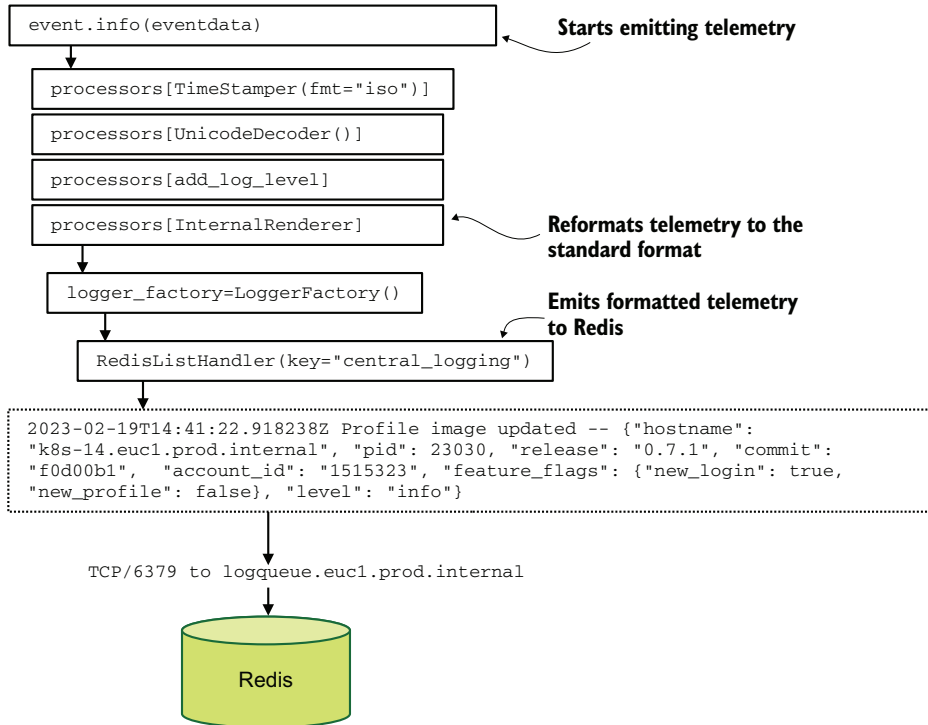 event.info(eventdata)
Starts emitting telemetry
processors[TimeStamper(fmt="iso")]
processors[UnicodeDecoder()]
processors[add_log_level]
processors[InternalRenderer]
Reformats telemetry to the
standard format
logger_factory=LoggerFactory()
Emits formatted telemetry
to Redis
RedisListHandler(key="central_logging")
2023-02-19T14:41:22.918238Z Profile image updated -- {"hostname":
"k8s-14.euc1.prod.internal", "pid": 23030, "release": "0.7.1", "commit":
"f0d00b1",  "account_id": "1515323", "feature_flags": {"new_login": true,
"new_profile": false}, "level": "info"}
TCP/6379 to logqueue.euc1.prod.internal
Redis